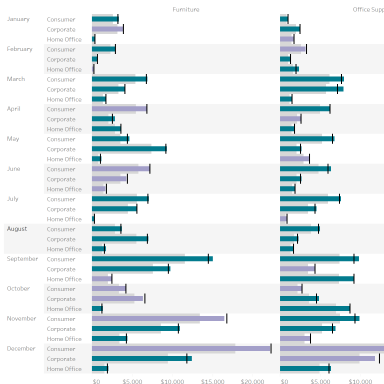 Furniture Office Supp
January Consumer
Corporate
Home Office
February Consumer
Corporate
Home Office
March Consumer
Corporate
Home Office
April Consumer
Corporate
Home Office
May Consumer
Corporate
Home Office
June Consumer
Corporate
Home Office
July Consumer
Corporate
Home Office
August Consumer
Corporate
Home Office
September Consumer
Corporate
Home Office
October Consumer
Corporate
Home Office
November Consumer
Corporate
Home Office
December Consumer
Corporate
Home Office
$0 $5,000 $10,000 $15,000 $20,000 $0 $5,000 $10,000